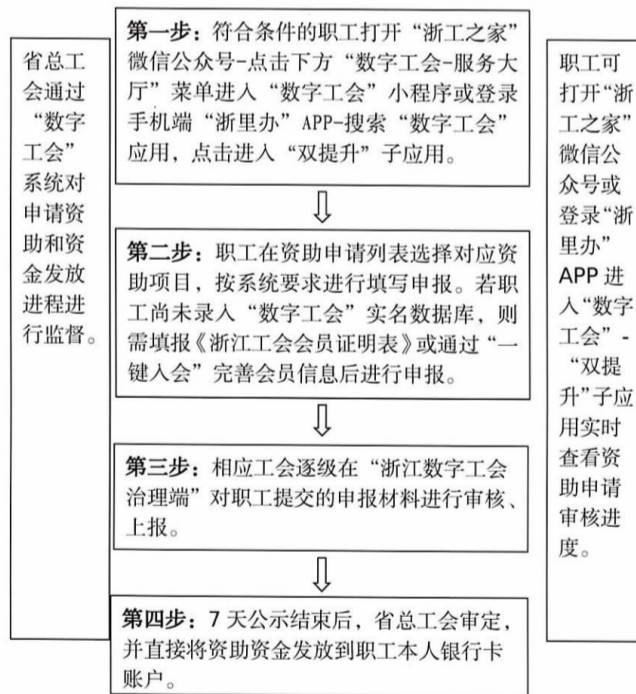 省总工
会通过
“数字
工会”
系统对
申请资
助和资
金发放
进程进
行监督。
第一步：符合条件的职工打开“浙工之家”
微信公众号-点击下方“数字工会-服务大
厅”菜单进入“数字工会”小程序或登录
手机端“浙里办”APP-搜索“数字工会”
应用，点击进入“双提升”子应用。
第二步：职工在资助申请列表选择对应资
助项目，按系统要求进行填写申报。若职
工尚未录入“数字工会”实名数据库，则
需填报《浙江工会会员证明表》或通过“一
键入会”完善会员信息后进行申报。
第三步：相应工会逐级在“浙江数字工会
治理端”对职工提交的申报材料进行审核、
上报。
第四步：7天公示结束后，省总工会审定，
并直接将资助资金发放到职工本人银行卡
账户。
职工可
打开“浙
工之家”
微信公
众号或
登录“浙
里办”
APP 进
入“数字
工会”-
“双提
升”子应
用实时
查看资
助申请
审核进
度。